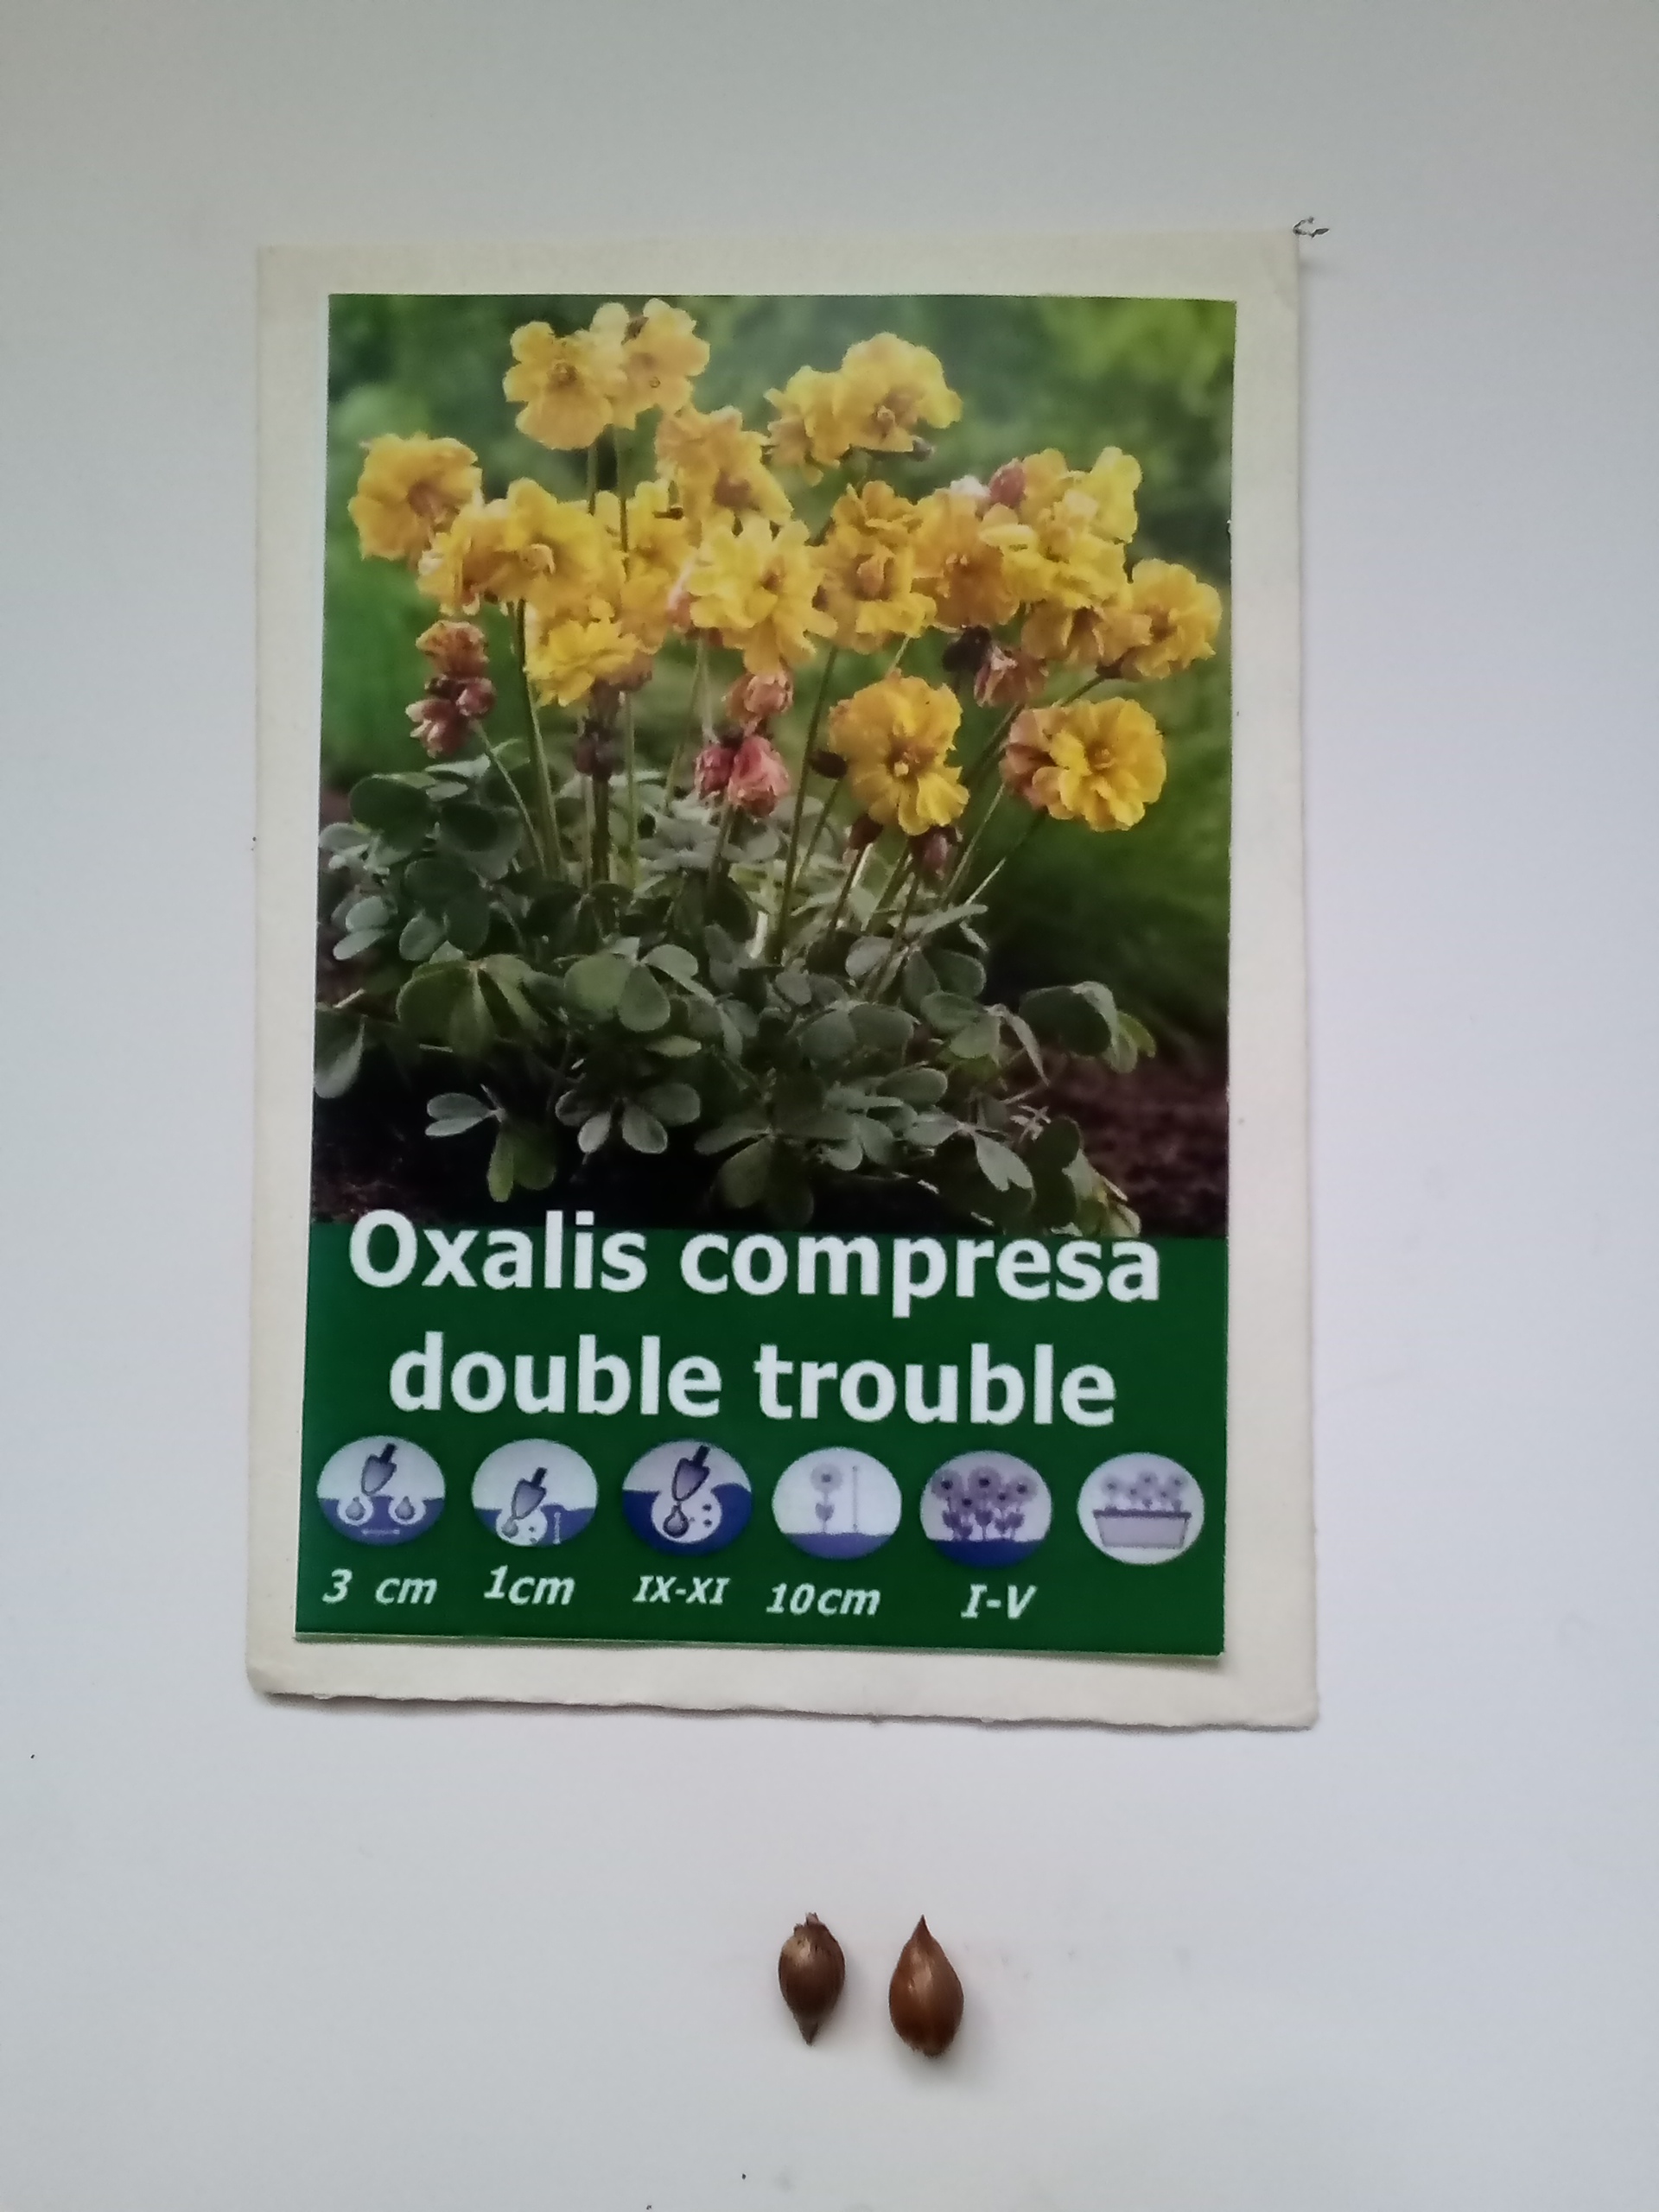 Oxalis compresa
double trouble
3 cm 1cm IX-XI 10cm I-V